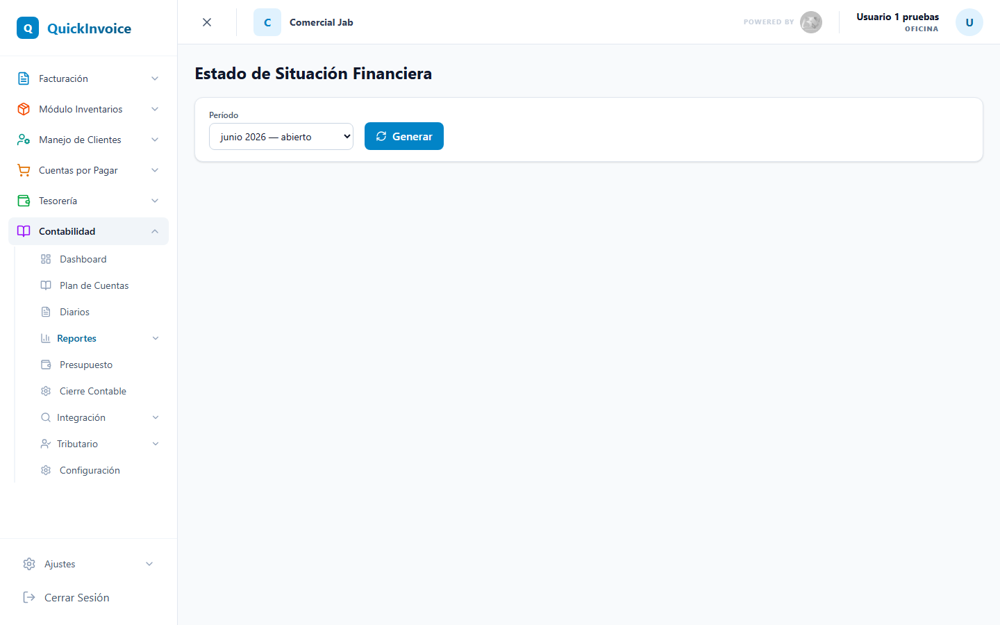 Q QuickInvoice
Facturación
Módulo Inventarios
Manejo de Clientes
Cuentas por Pagar
Tesorería
Contabilidad
Dashboard
Plan de Cuentas
Diarios
Reportes
Presupuesto
Cierre Contable
Integración
Tributario
Configuración
Ajustes
Cerrar Sesión
C Comercial Jab
POWERED BY
Usuario 1 pruebas
OFICINA
U
Estado de Situación Financiera
Período
junio 2026 — abierto
Generar